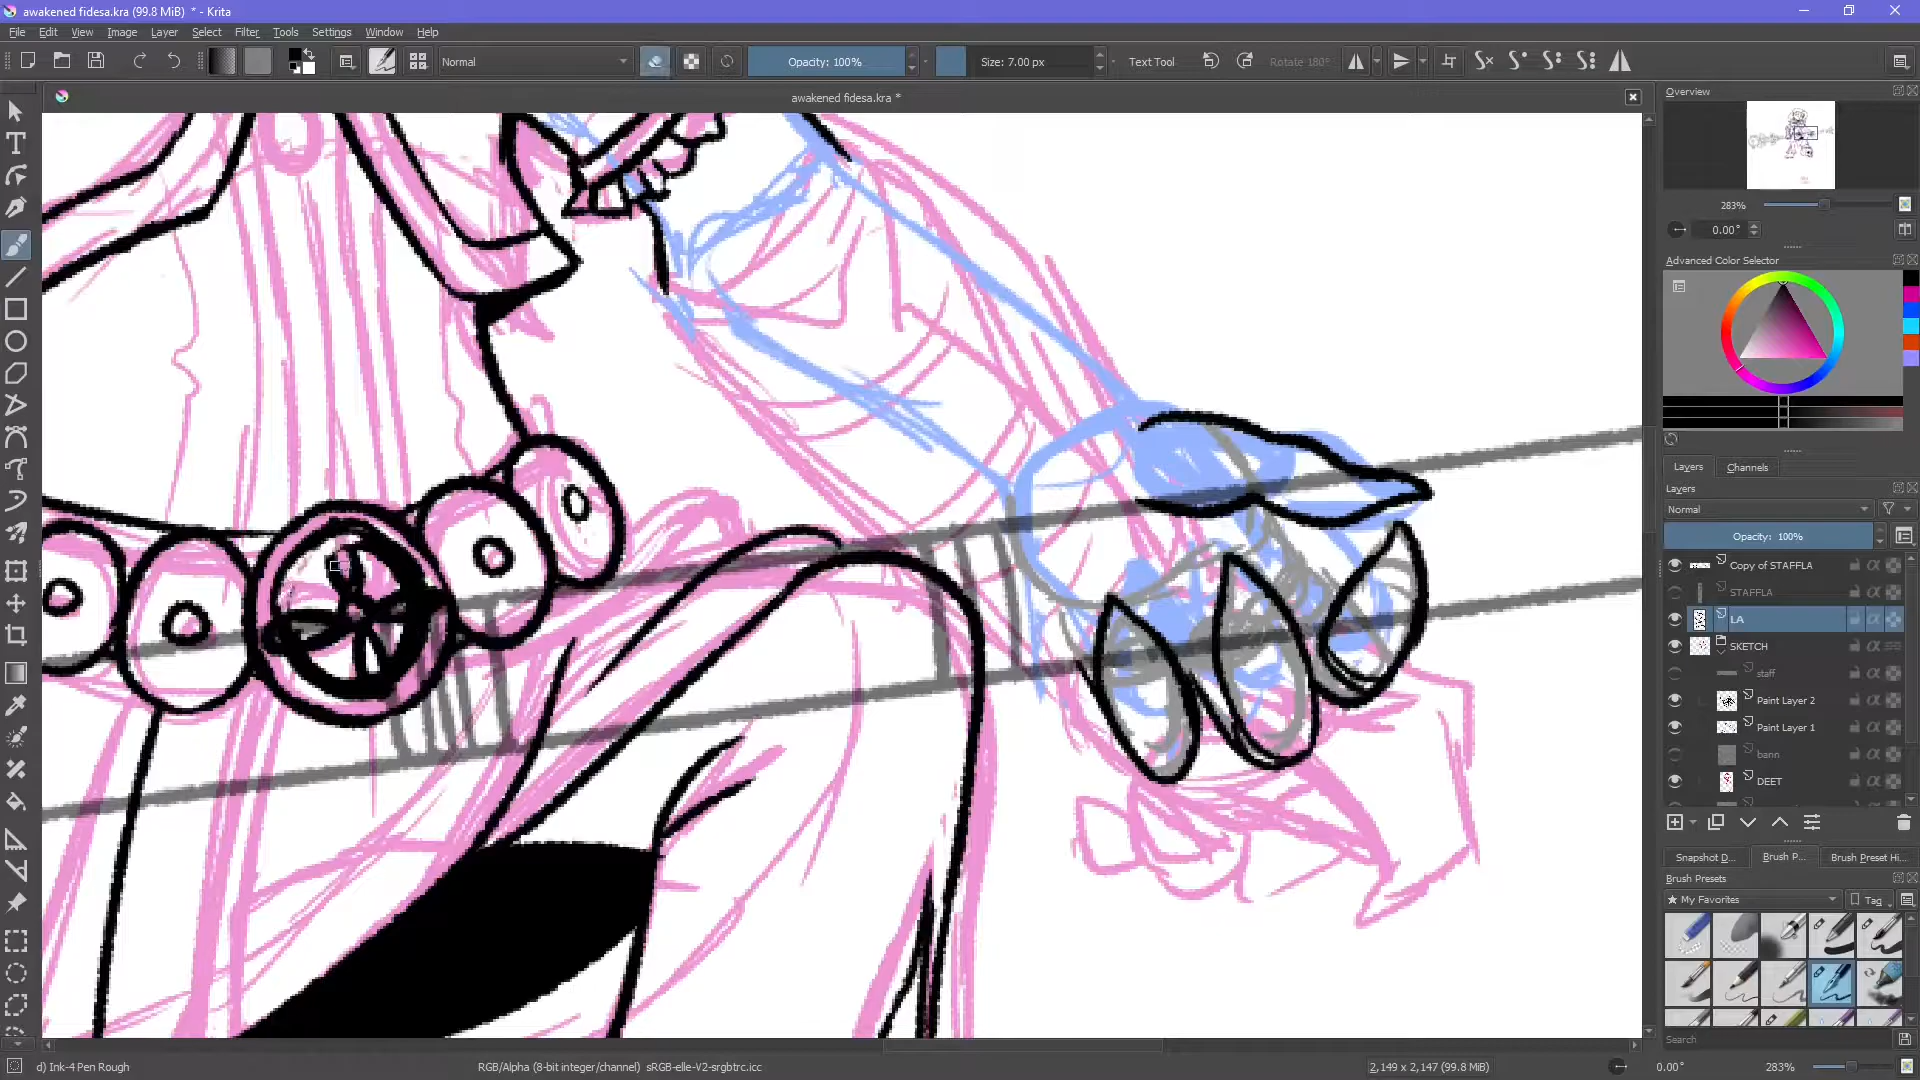 awakened fidesa.kra (99.8 MiB) * - Krita
File Edit View Image Layer Select Filter Tools Settings Window Help
Normal Opacity: 100% Size: 7.00 px Text Tool Rotate 180°
awakened fidesa.kra *
Overview
283%
0.00°
Advanced Color Selector
Layers Channels
Layers
Normal
Opacity: 100%
Copy of STAFFLA
STAFFLA
LA
SKETCH
staff
Paint Layer 2
Paint Layer 1
bann
DEET
Snapshot D... Brush P... Brush Preset Hi...
Brush Presets
★ My Favorites Tag
Search
d) Ink-4 Pen Rough RGB/Alpha (8-bit integer/channel) sRGB-elle-V2-srgbtrc.icc 2,149 x 2,147 (99.8 MiB) 0.00° 283%